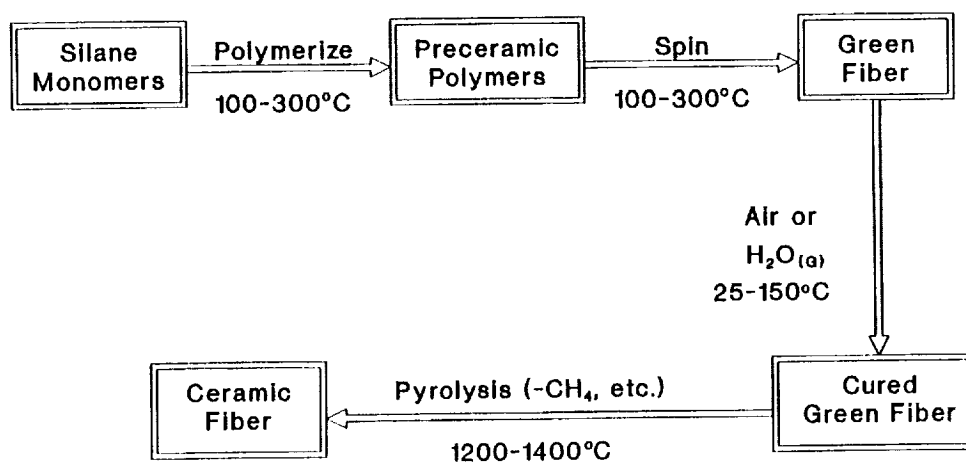 Silane
Monomers
Polymerize
100-300°C
Preceramic
Polymers
Spin
100-300°C
Green
Fiber
Air or
H₂O(G)
25-150°C
Cured
Green Fiber
Pyrolysis (-CH₄, etc.)
1200-1400°C
Ceramic
Fiber